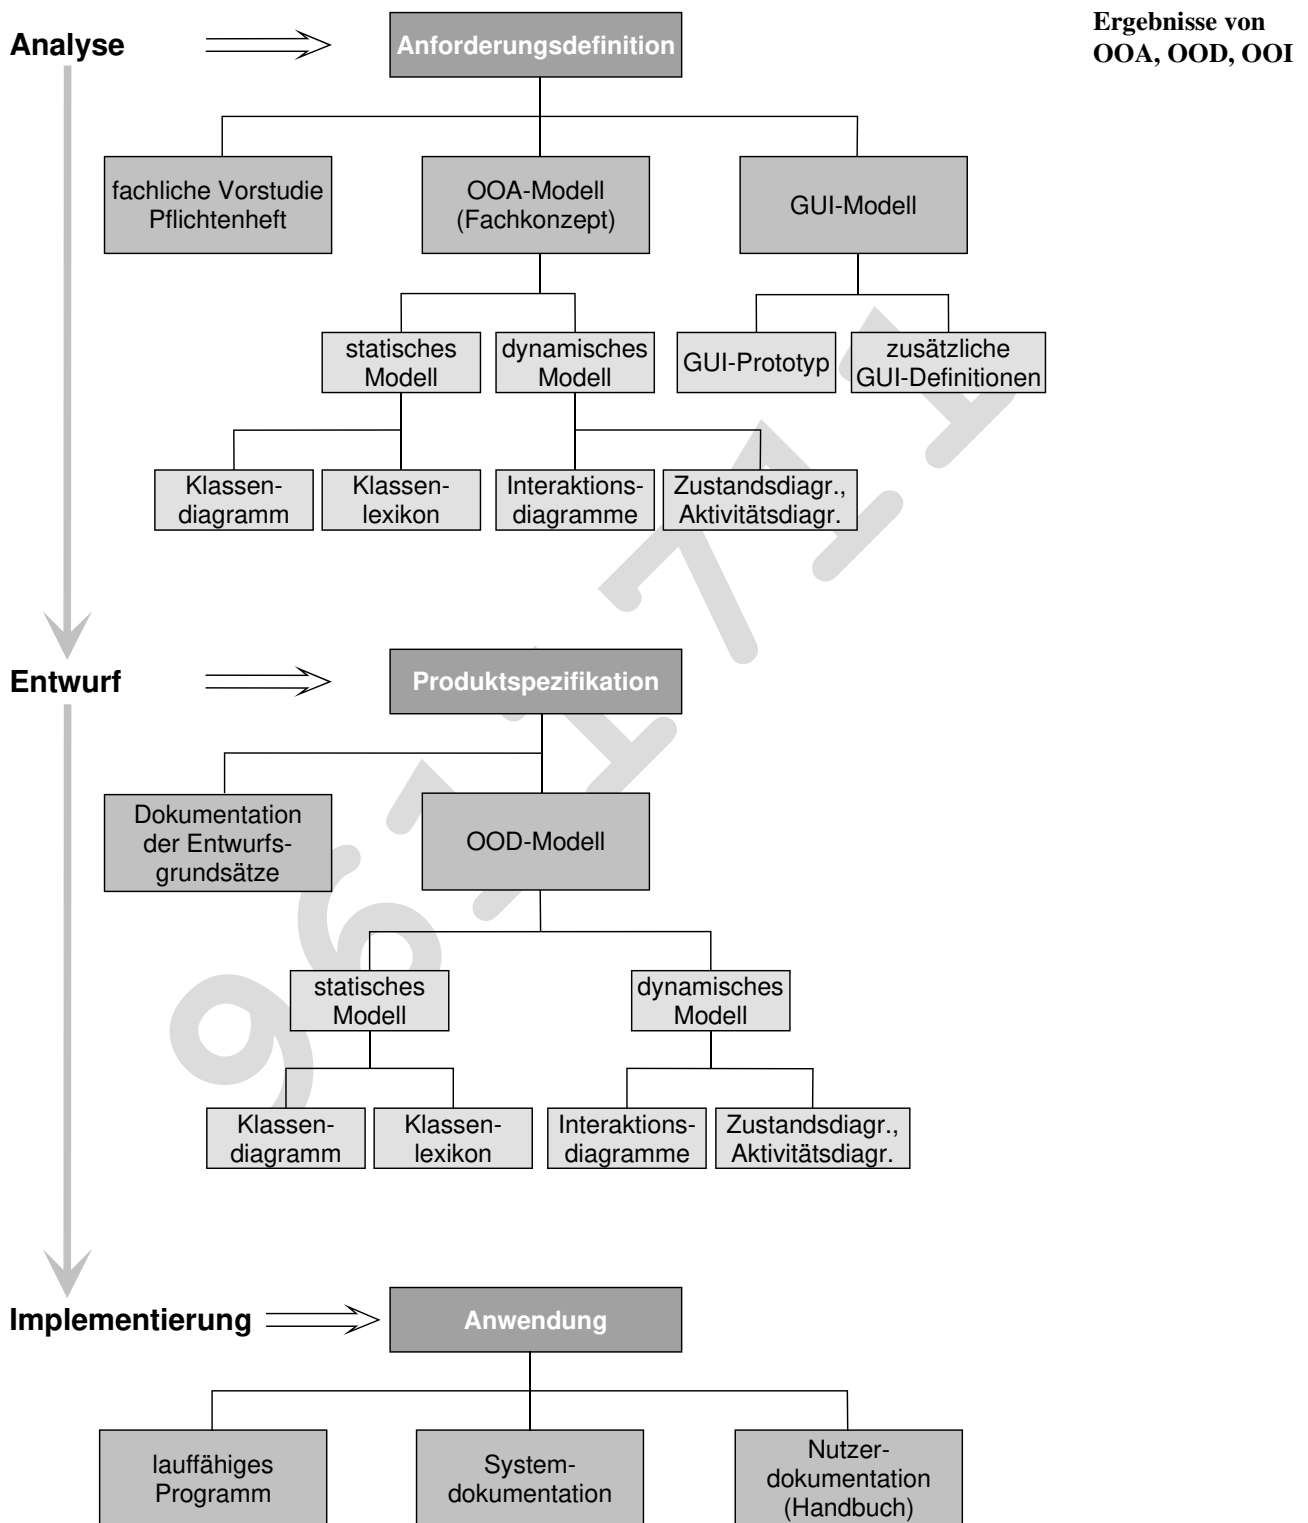 Ergebnisse von
OOA, OOD, OOI
Analyse
Anforderungsdefinition
fachliche Vorstudie
Pflichtenheft
OOA-Modell
(Fachkonzept)
GUI-Modell
statisches
Modell
dynamisches
Modell
GUI-Prototyp
zusätzliche
GUI-Definitionen
Klassen-
diagramm
Klassen-
lexikon
Interaktions-
diagramme
Zustandsdiagr.,
Aktivitätsdiagr.
Entwurf
Produktspezifikation
Dokumentation
der Entwurfs-
grundsätze
OOD-Modell
statisches
Modell
dynamisches
Modell
Klassen-
diagramm
Klassen-
lexikon
Interaktions-
diagramme
Zustandsdiagr.,
Aktivitätsdiagr.
Implementierung
Anwendung
lauffähiges
Programm
System-
dokumentation
Nutzer-
dokumentation
(Handbuch)
9611711